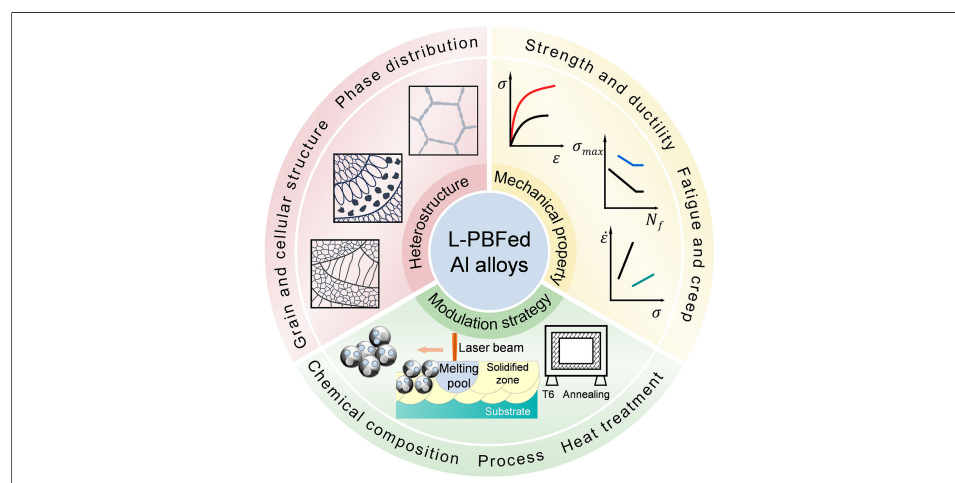 Phase distribution
Grain and cellular structure
Strength and ductility
Fatigue and creep
σ
ε
σmax
Nf
ε̇
σ
Heterostructure
Mechanical property
L-PBFed
Al alloys
Modulation strategy
Laser beam
Melting
pool
Solidified
zone
Substrate
T6 Annealing
Chemical composition
Process
Heat treatment